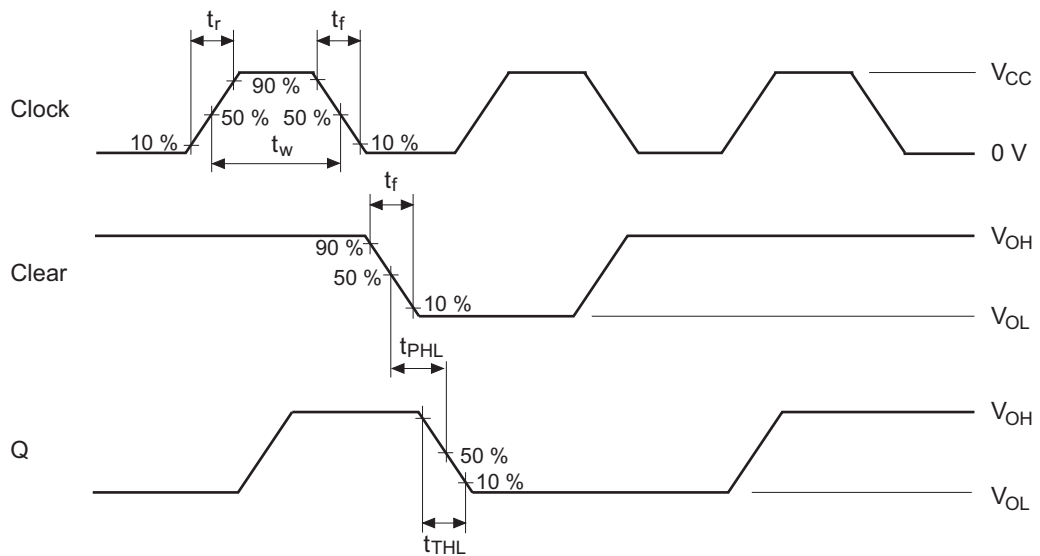 tr
tf
VCC
90 %
Clock
50 %
50 %
10 %
tw
10 %
0 V
tf
VOH
90 %
Clear
50 %
10 %
VOL
tPHL
VOH
Q
50 %
10 %
VOL
tTHL